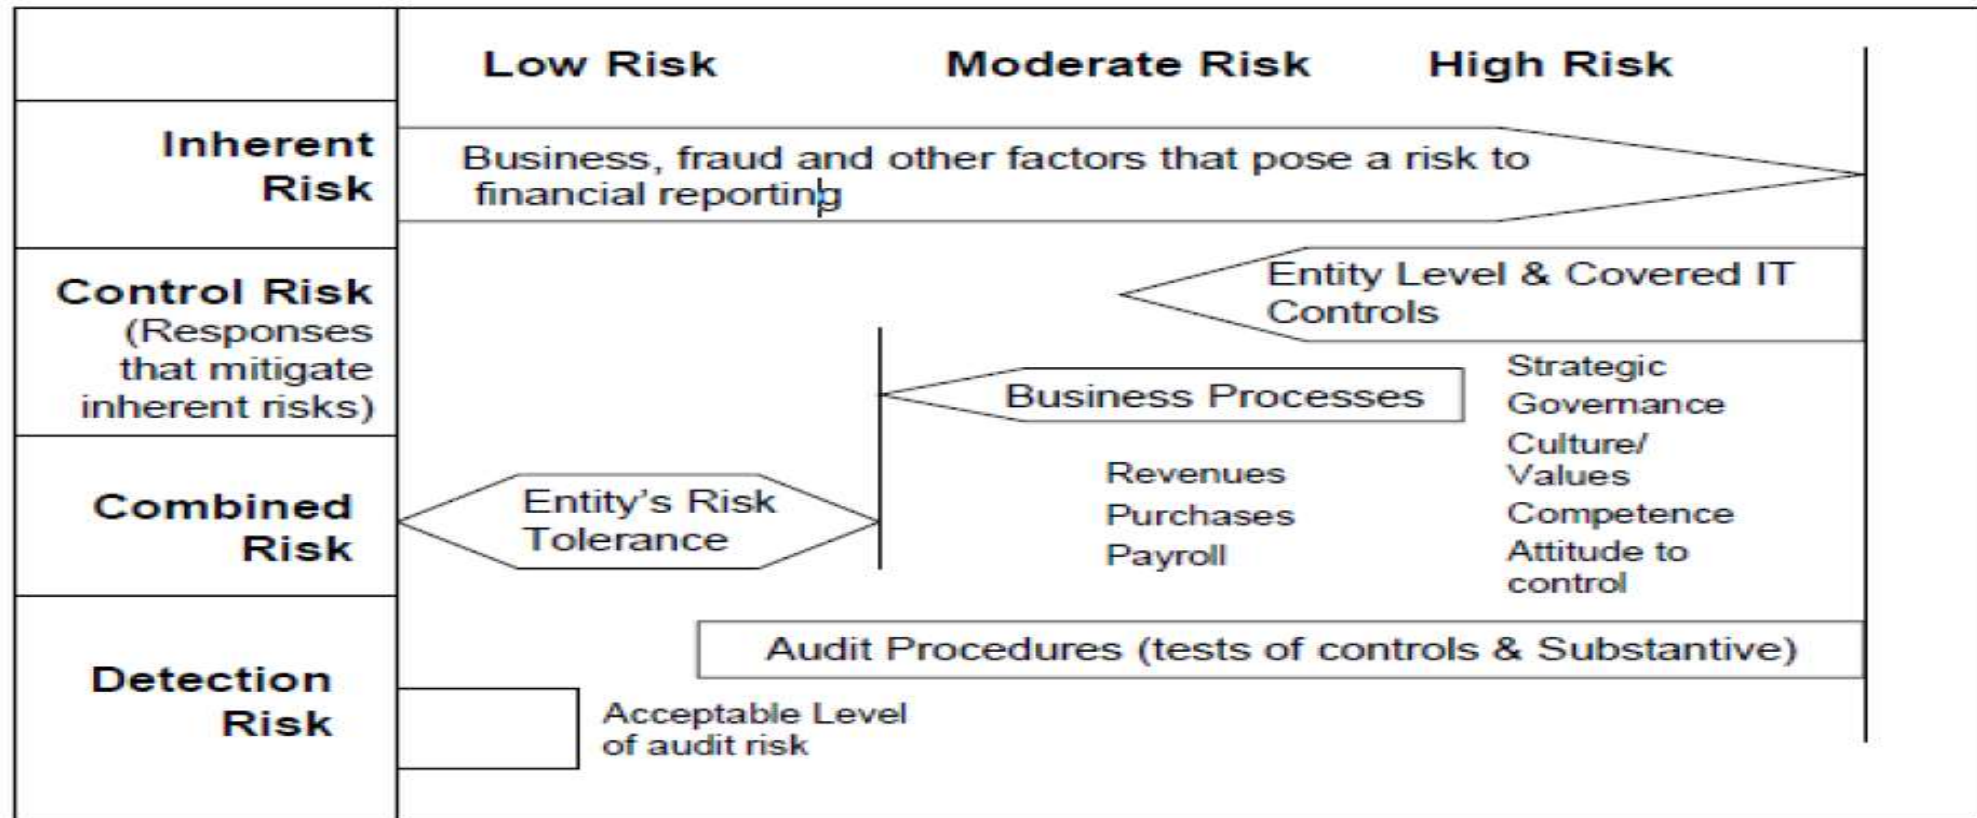 Low Risk
Moderate Risk
High Risk
Inherent
Risk
Business, fraud and other factors that pose a risk to
financial reporting
Control Risk
(Responses
that mitigate
inherent risks)
Entity Level & Covered IT
Controls
Business Processes
Strategic
Governance
Culture/
Values
Competence
Attitude to
control
Revenues
Purchases
Payroll
Combined
Risk
Entity's Risk
Tolerance
Detection
Risk
Audit Procedures (tests of controls & Substantive)
Acceptable Level
of audit risk